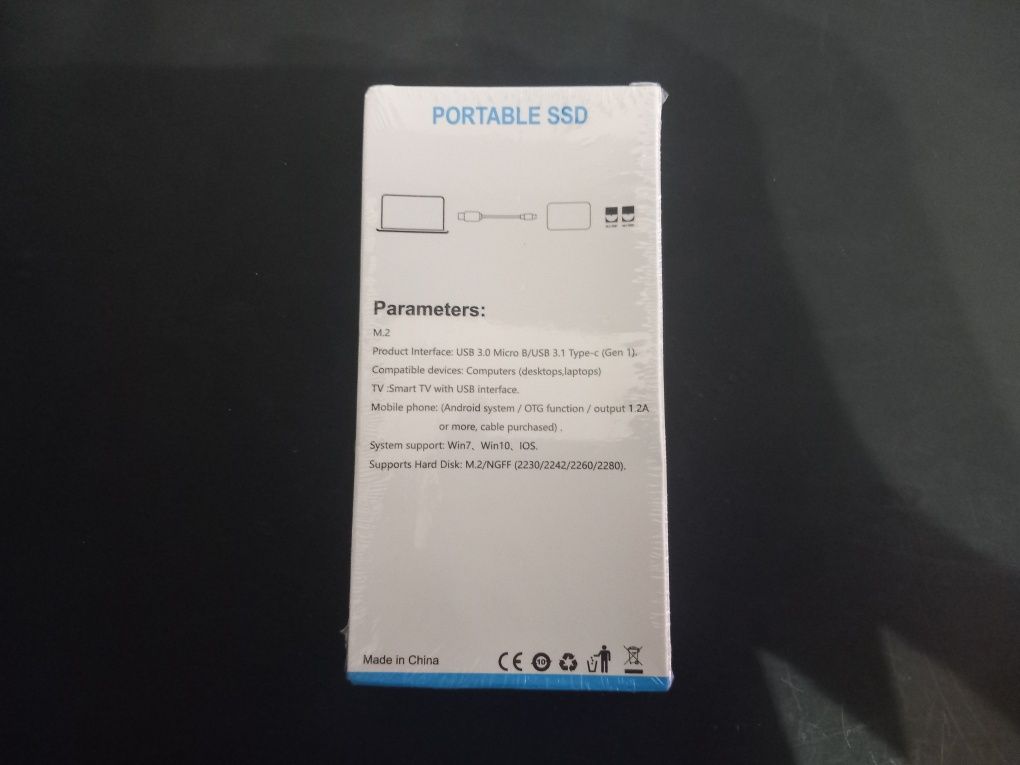 PORTABLE SSD
Parameters:
M.2
Product Interface: USB 3.0 Micro B/USB 3.1 Type-c (Gen 1).
Compatible devices: Computers (desktops,laptops)
TV :Smart TV with USB interface.
Mobile phone: (Android system / OTG function / output 1.2A
or more, cable purchased) .
System support: Win7、Win10、IOS.
Supports Hard Disk: M.2/NGFF (2230/2242/2260/2280).
Made in China
CE 10